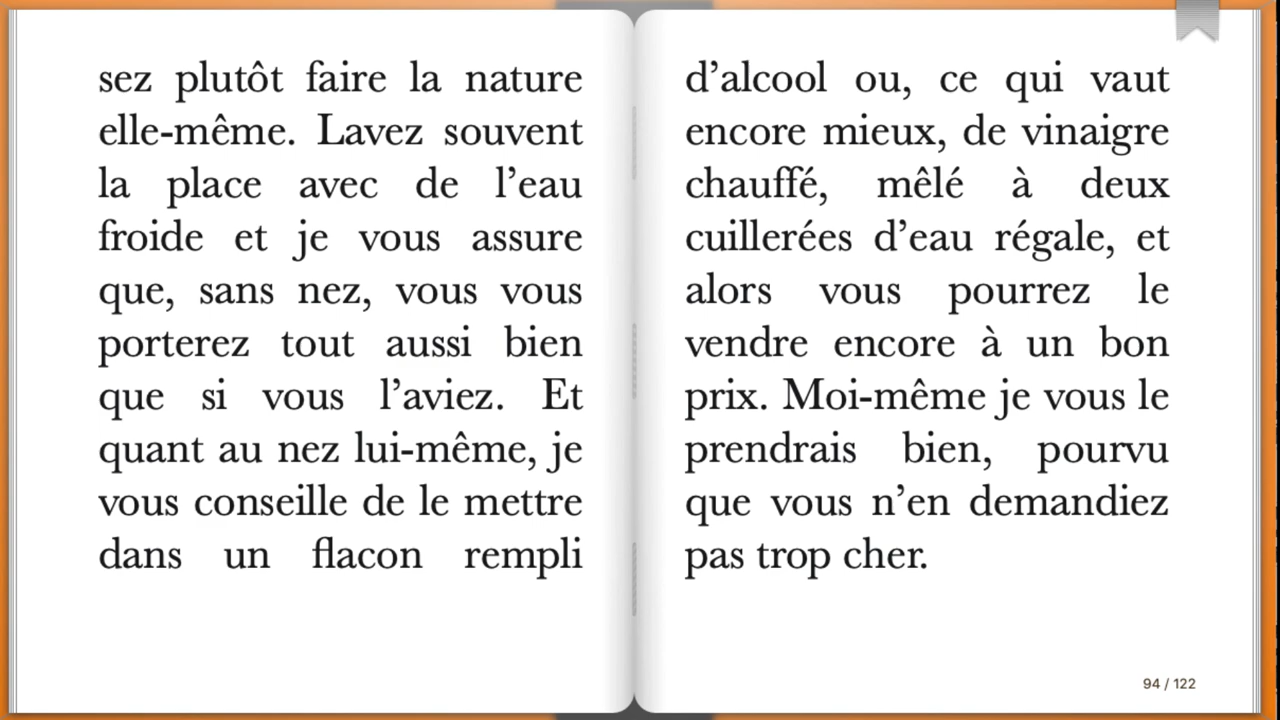 sez plutôt faire la nature
elle-même. Lavez souvent
la place avec de l’eau
froide et je vous assure
que, sans nez, vous vous
porterez tout aussi bien
que si vous l’aviez. Et
quant au nez lui-même, je
vous conseille de le mettre
dans un flacon rempli
d’alcool ou, ce qui vaut
encore mieux, de vinaigre
chauffé, mêlé à deux
cuillerées d’eau régale, et
alors vous pourrez le
vendre encore à un bon
prix. Moi-même je vous le
prendrais bien, pourvu
que vous n’en demandiez
pas trop cher.
94 / 122